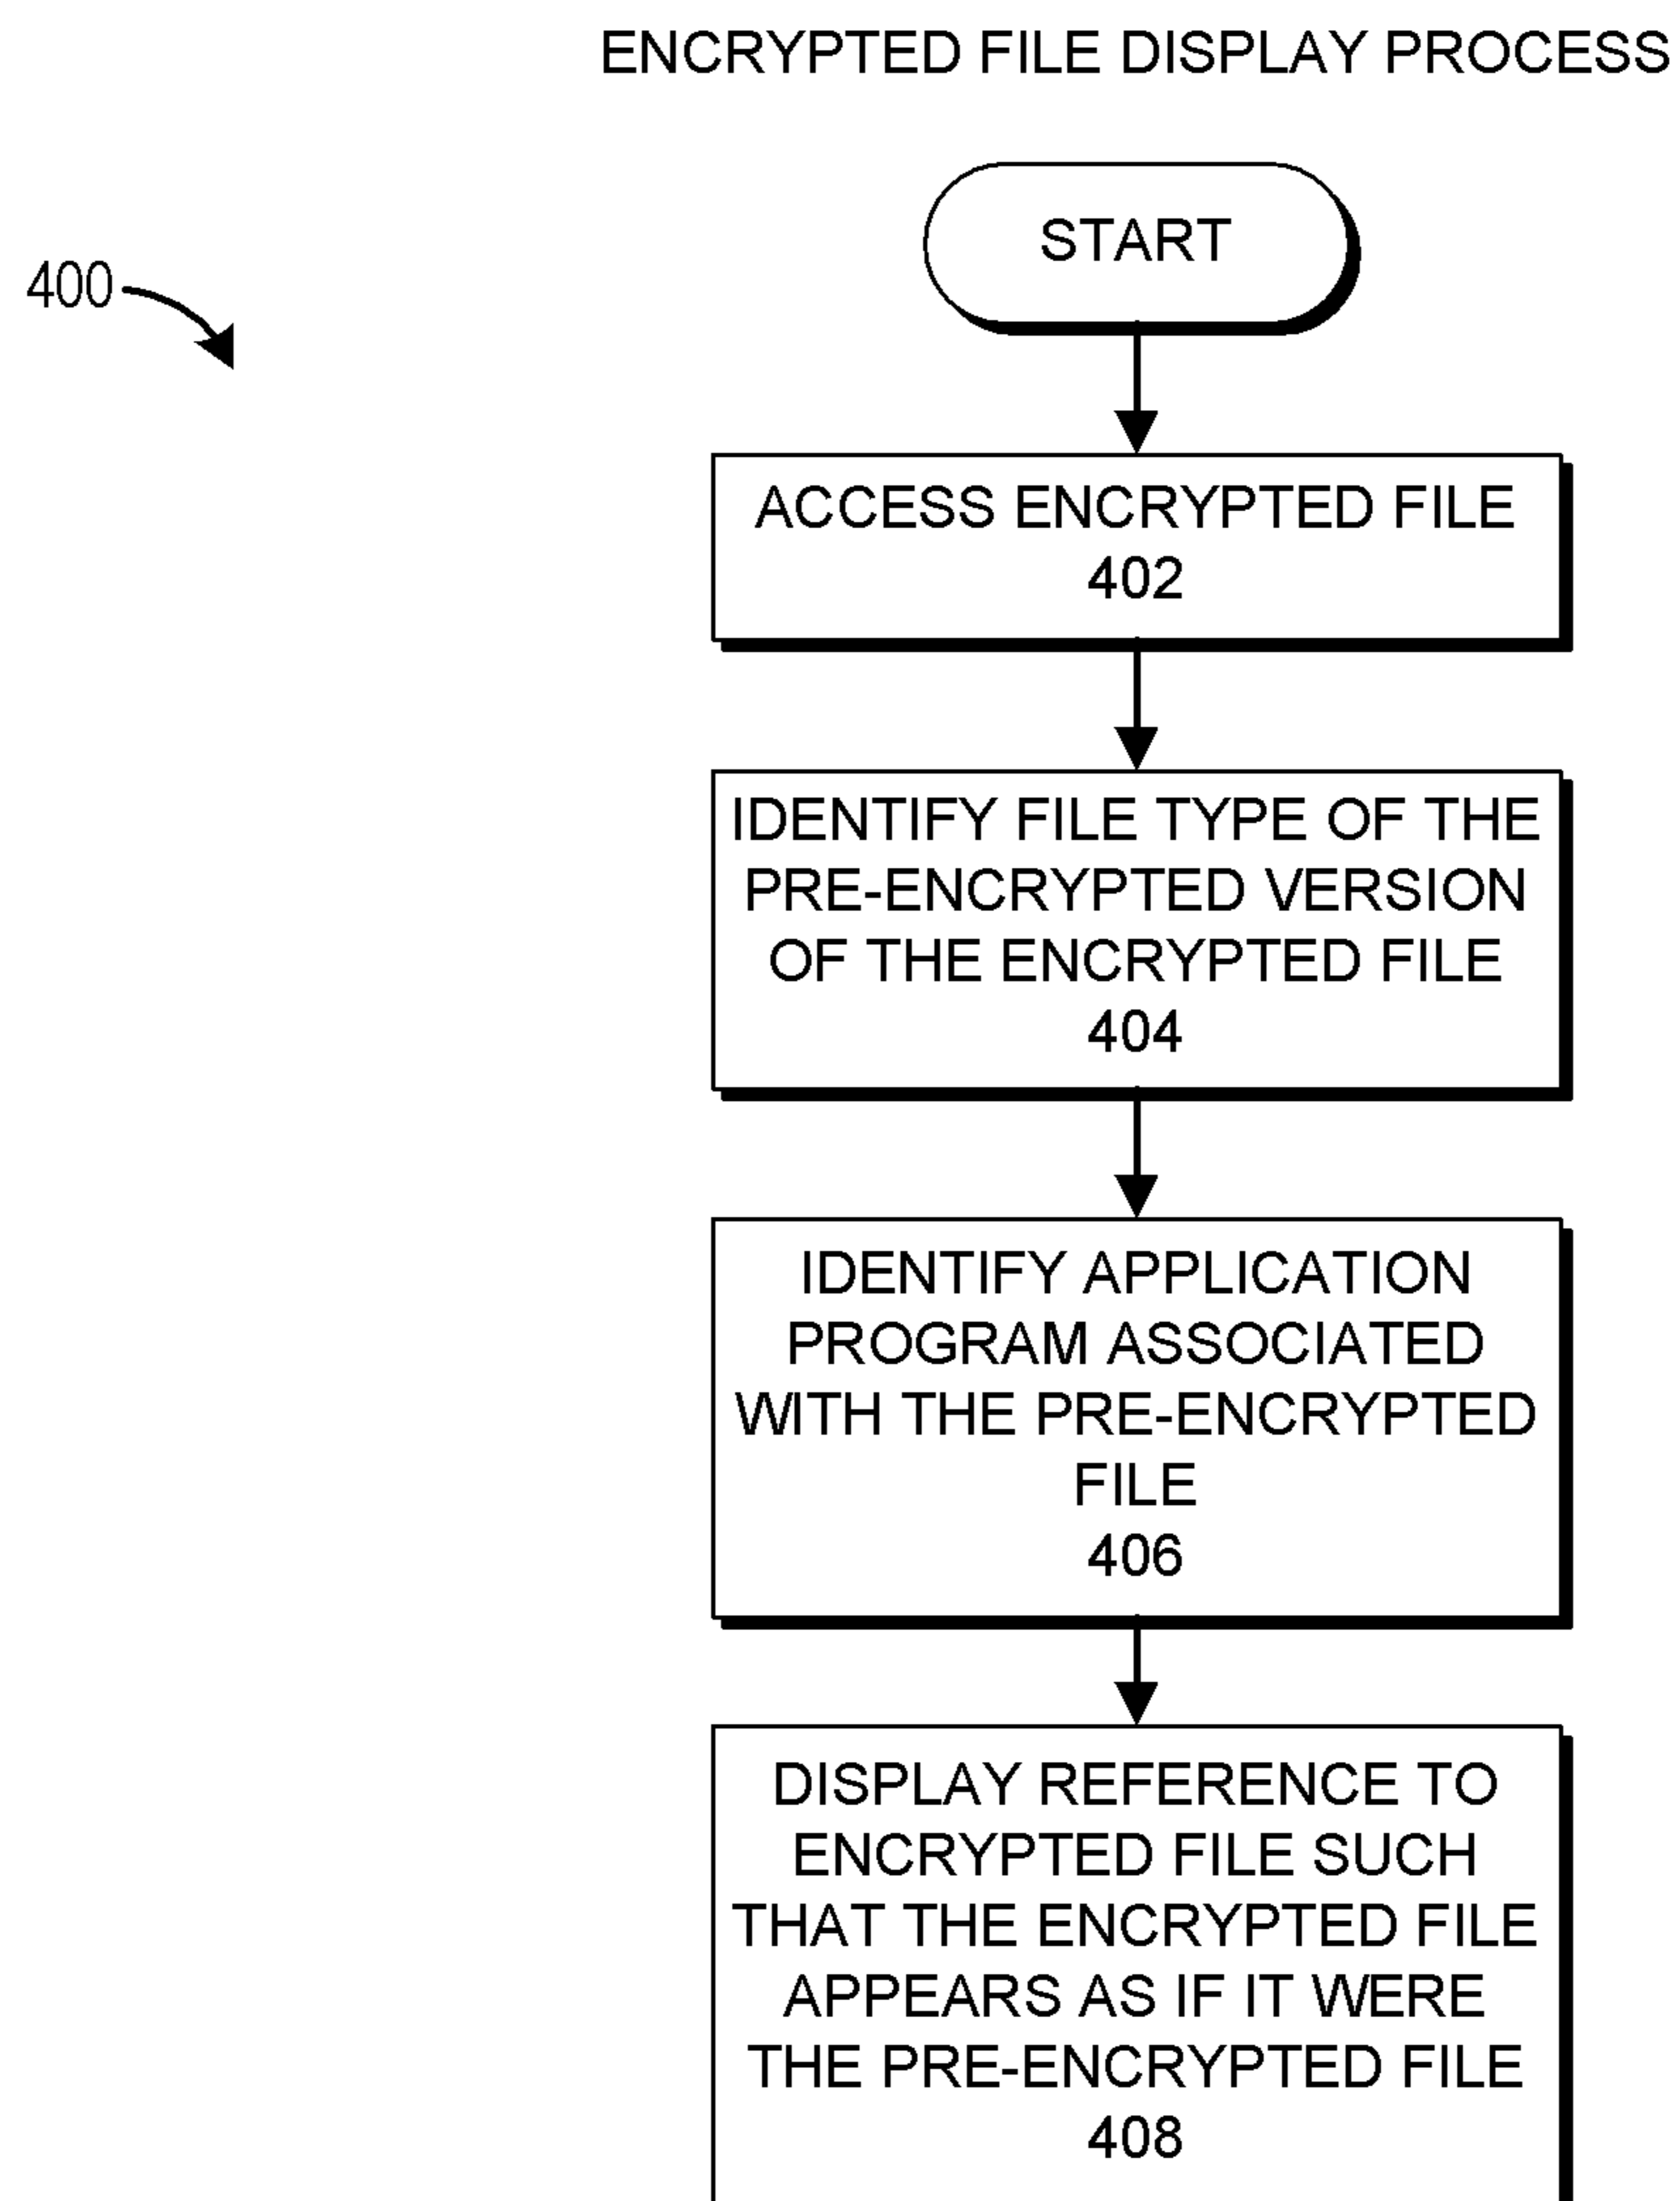 ENCRYPTED FILE DISPLAY PROCESS
START
400
ACCESS ENCRYPTED FILE
402
IDENTIFY FILE TYPE OF THE
PRE-ENCRYPTED VERSION
OF THE ENCRYPTED FILE
404
IDENTIFY APPLICATION
PROGRAM ASSOCIATED
WITH THE PRE-ENCRYPTED
FILE
406
DISPLAY REFERENCE TO
ENCRYPTED FILE SUCH
THAT THE ENCRYPTED FILE
APPEARS AS IF IT WERE
THE PRE-ENCRYPTED FILE
408